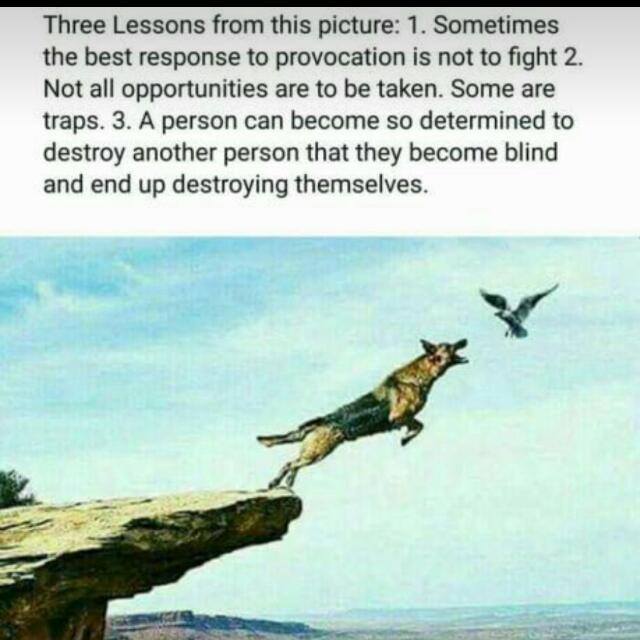 Three Lessons from this picture: 1. Sometimes
the best response to provocation is not to fight 2.
Not all opportunities are to be taken. Some are
traps. 3. A person can become so determined to
destroy another person that they become blind
and end up destroying themselves.